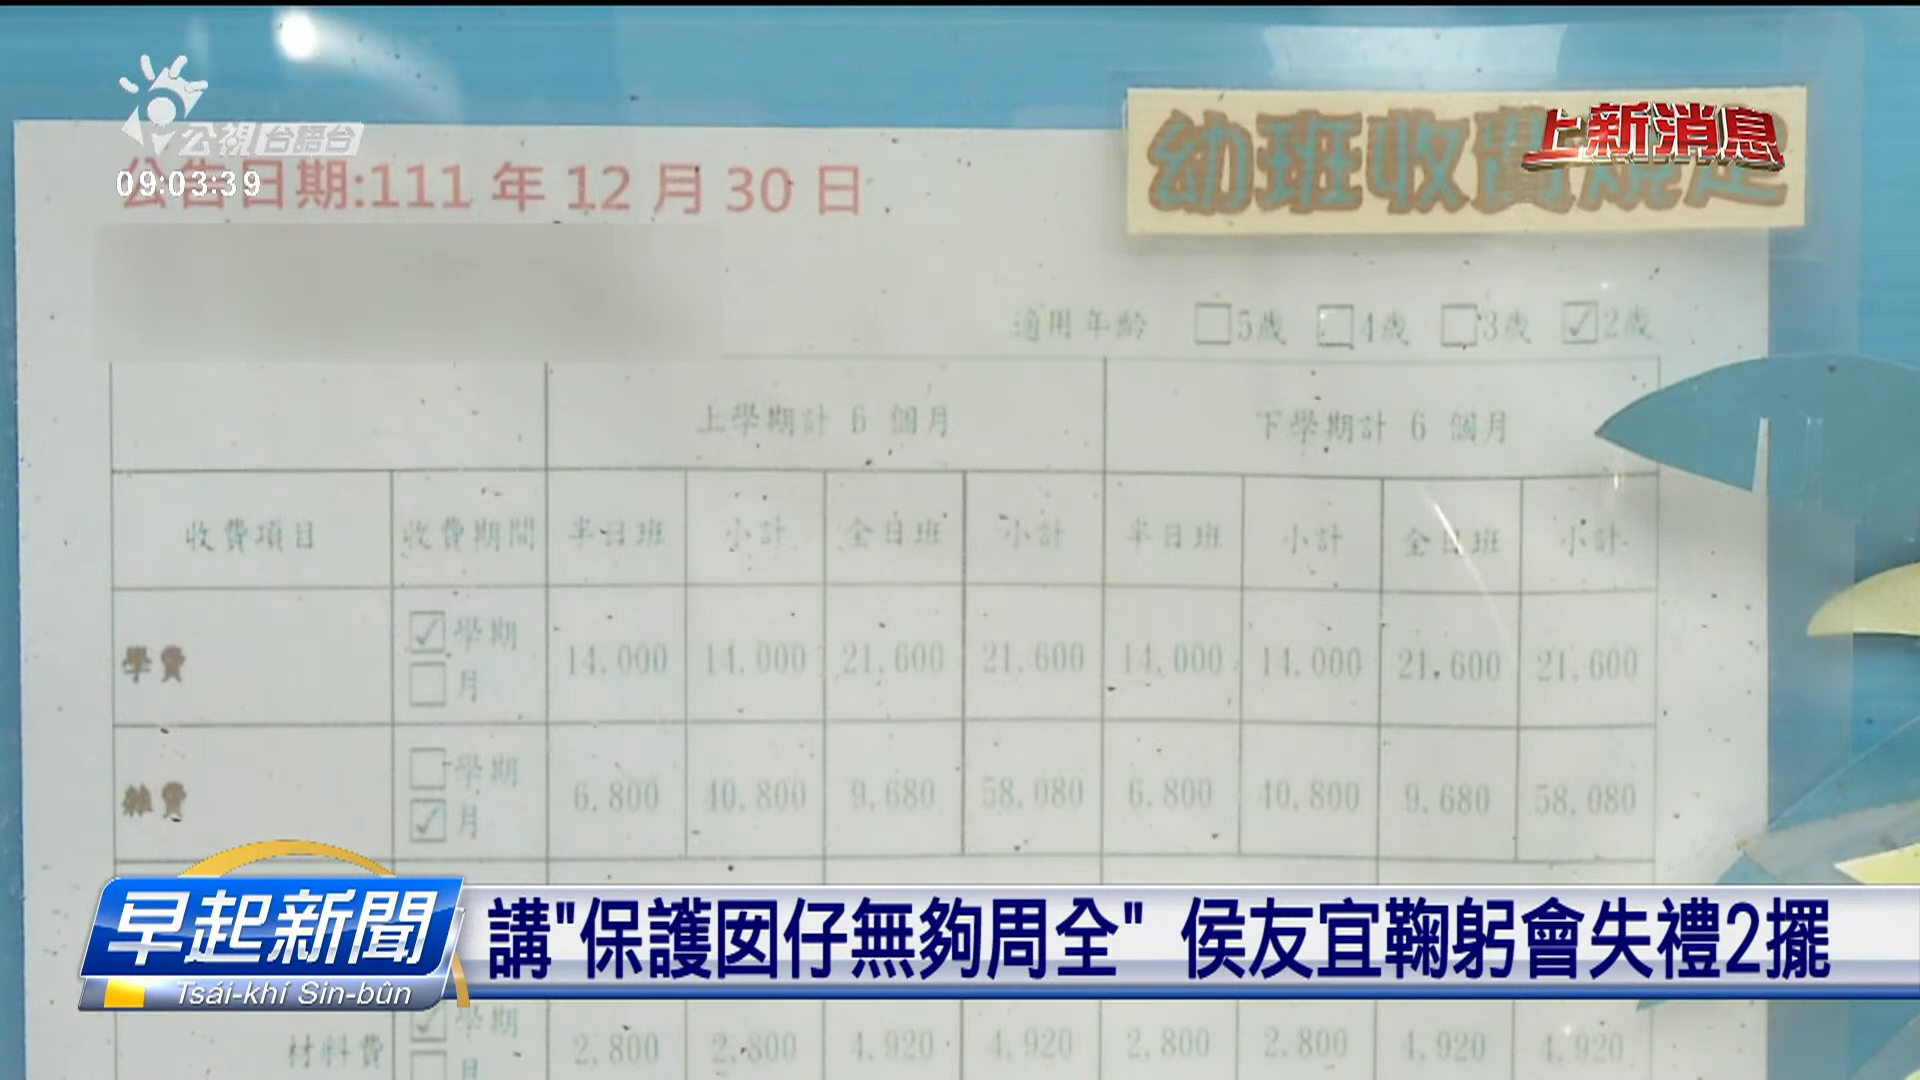 公視台語台
上新消息
幼班收費規定
09:03:39
公告日期:111 年 12 月 30 日
適用年齡 □5歲 □4歲 □3歲 ☑2歲
上學期計 6 個月 下學期計 6 個月
收費項目 收費期間 半日班 小計 全日班 小計 半日班 小計 全日班 小計
☑學期
學費 14,000 14,000 21,600 21,600 14,000 14,000 21,600 21,600
□月
□學期
雜費 6,800 40,800 9,680 58,080 6,800 40,800 9,680 58,080
☑月
早起新聞 講"保護囡仔無夠周全" 侯友宜鞠躬會失禮2擺
Tsái-khí Sin-bûn
☑學期
材料費 2,800 2,800 4,920 4,920 2,800 2,800 4,920 4,920
□月